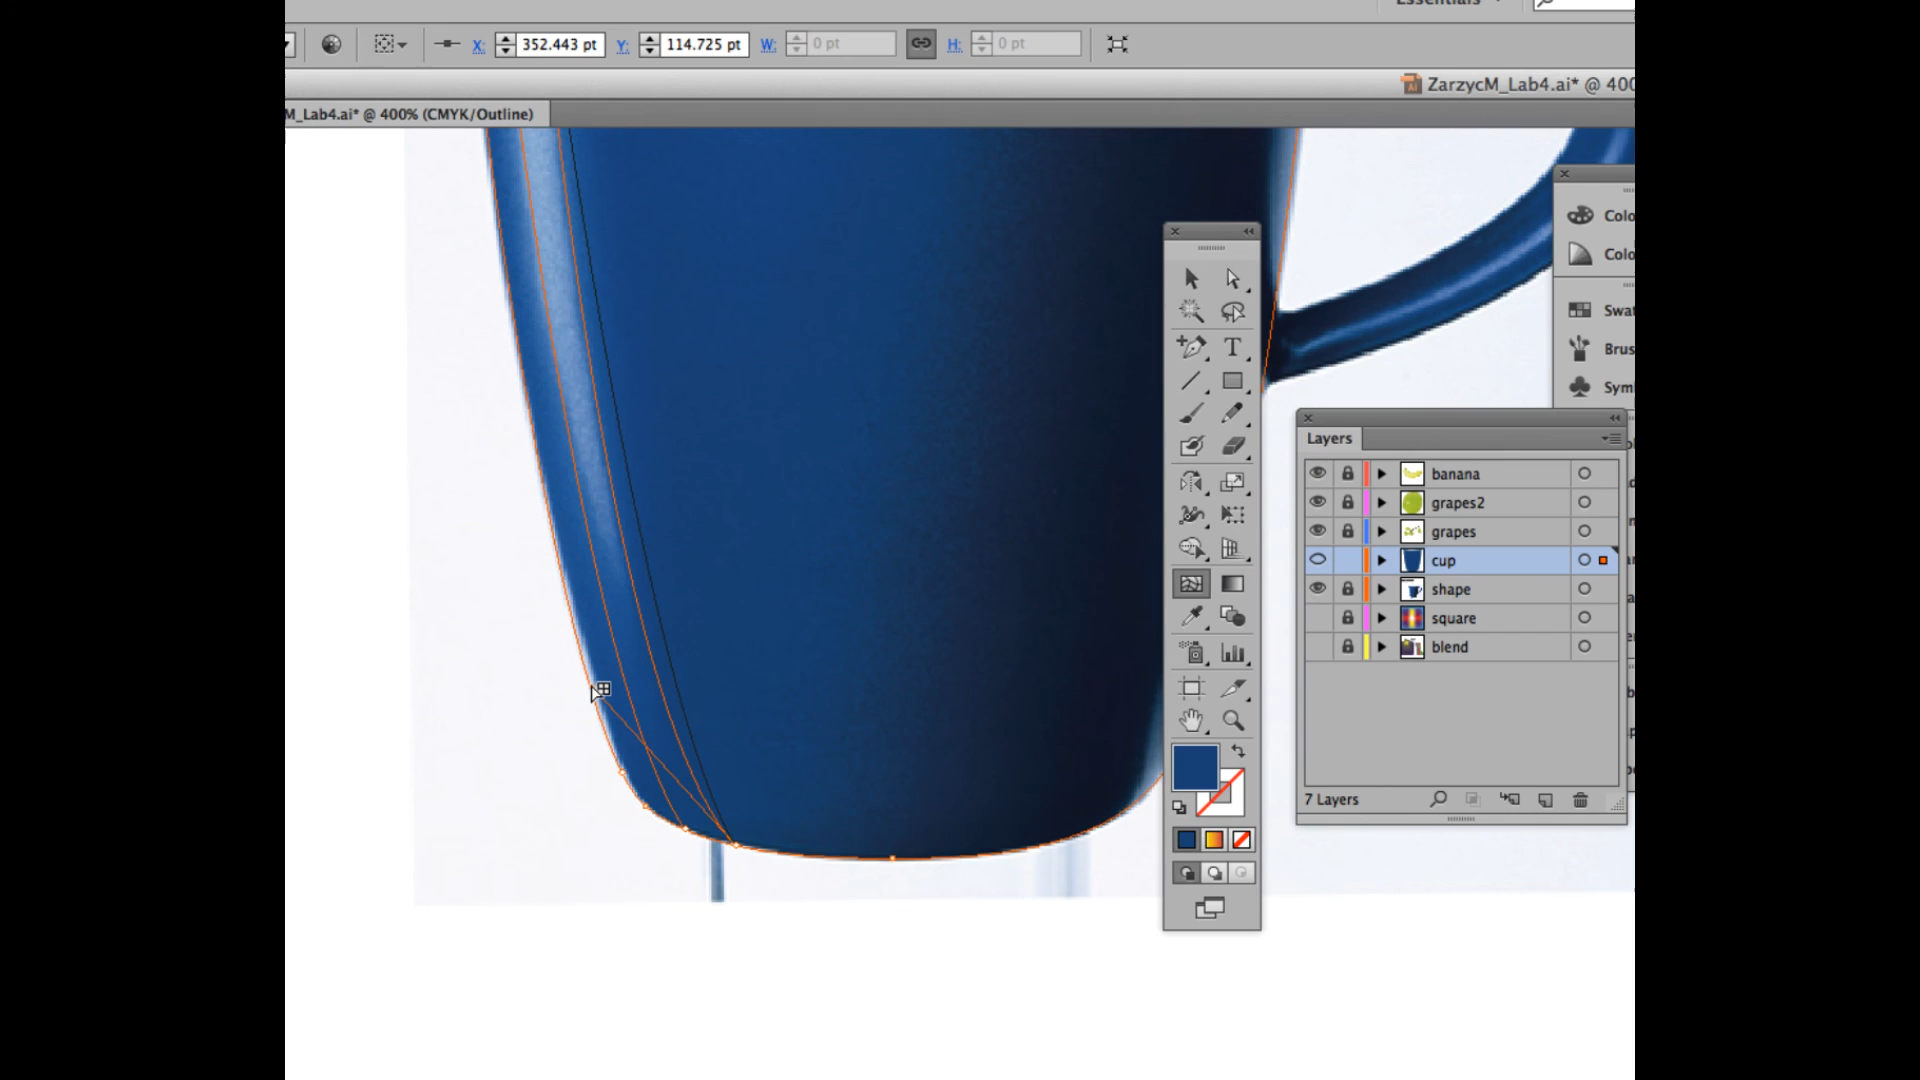 Essentials
X: 352.443 pt Y: 114.725 pt W: 0 pt H: 0 pt
ZarzycM_Lab4.ai* @ 400
M_Lab4.ai* @ 400% (CMYK/Outline)
Colo
Colo
Swat
Brus
Sym
Layers
banana
grapes2
grapes
cup
shape
square
blend
7 Layers